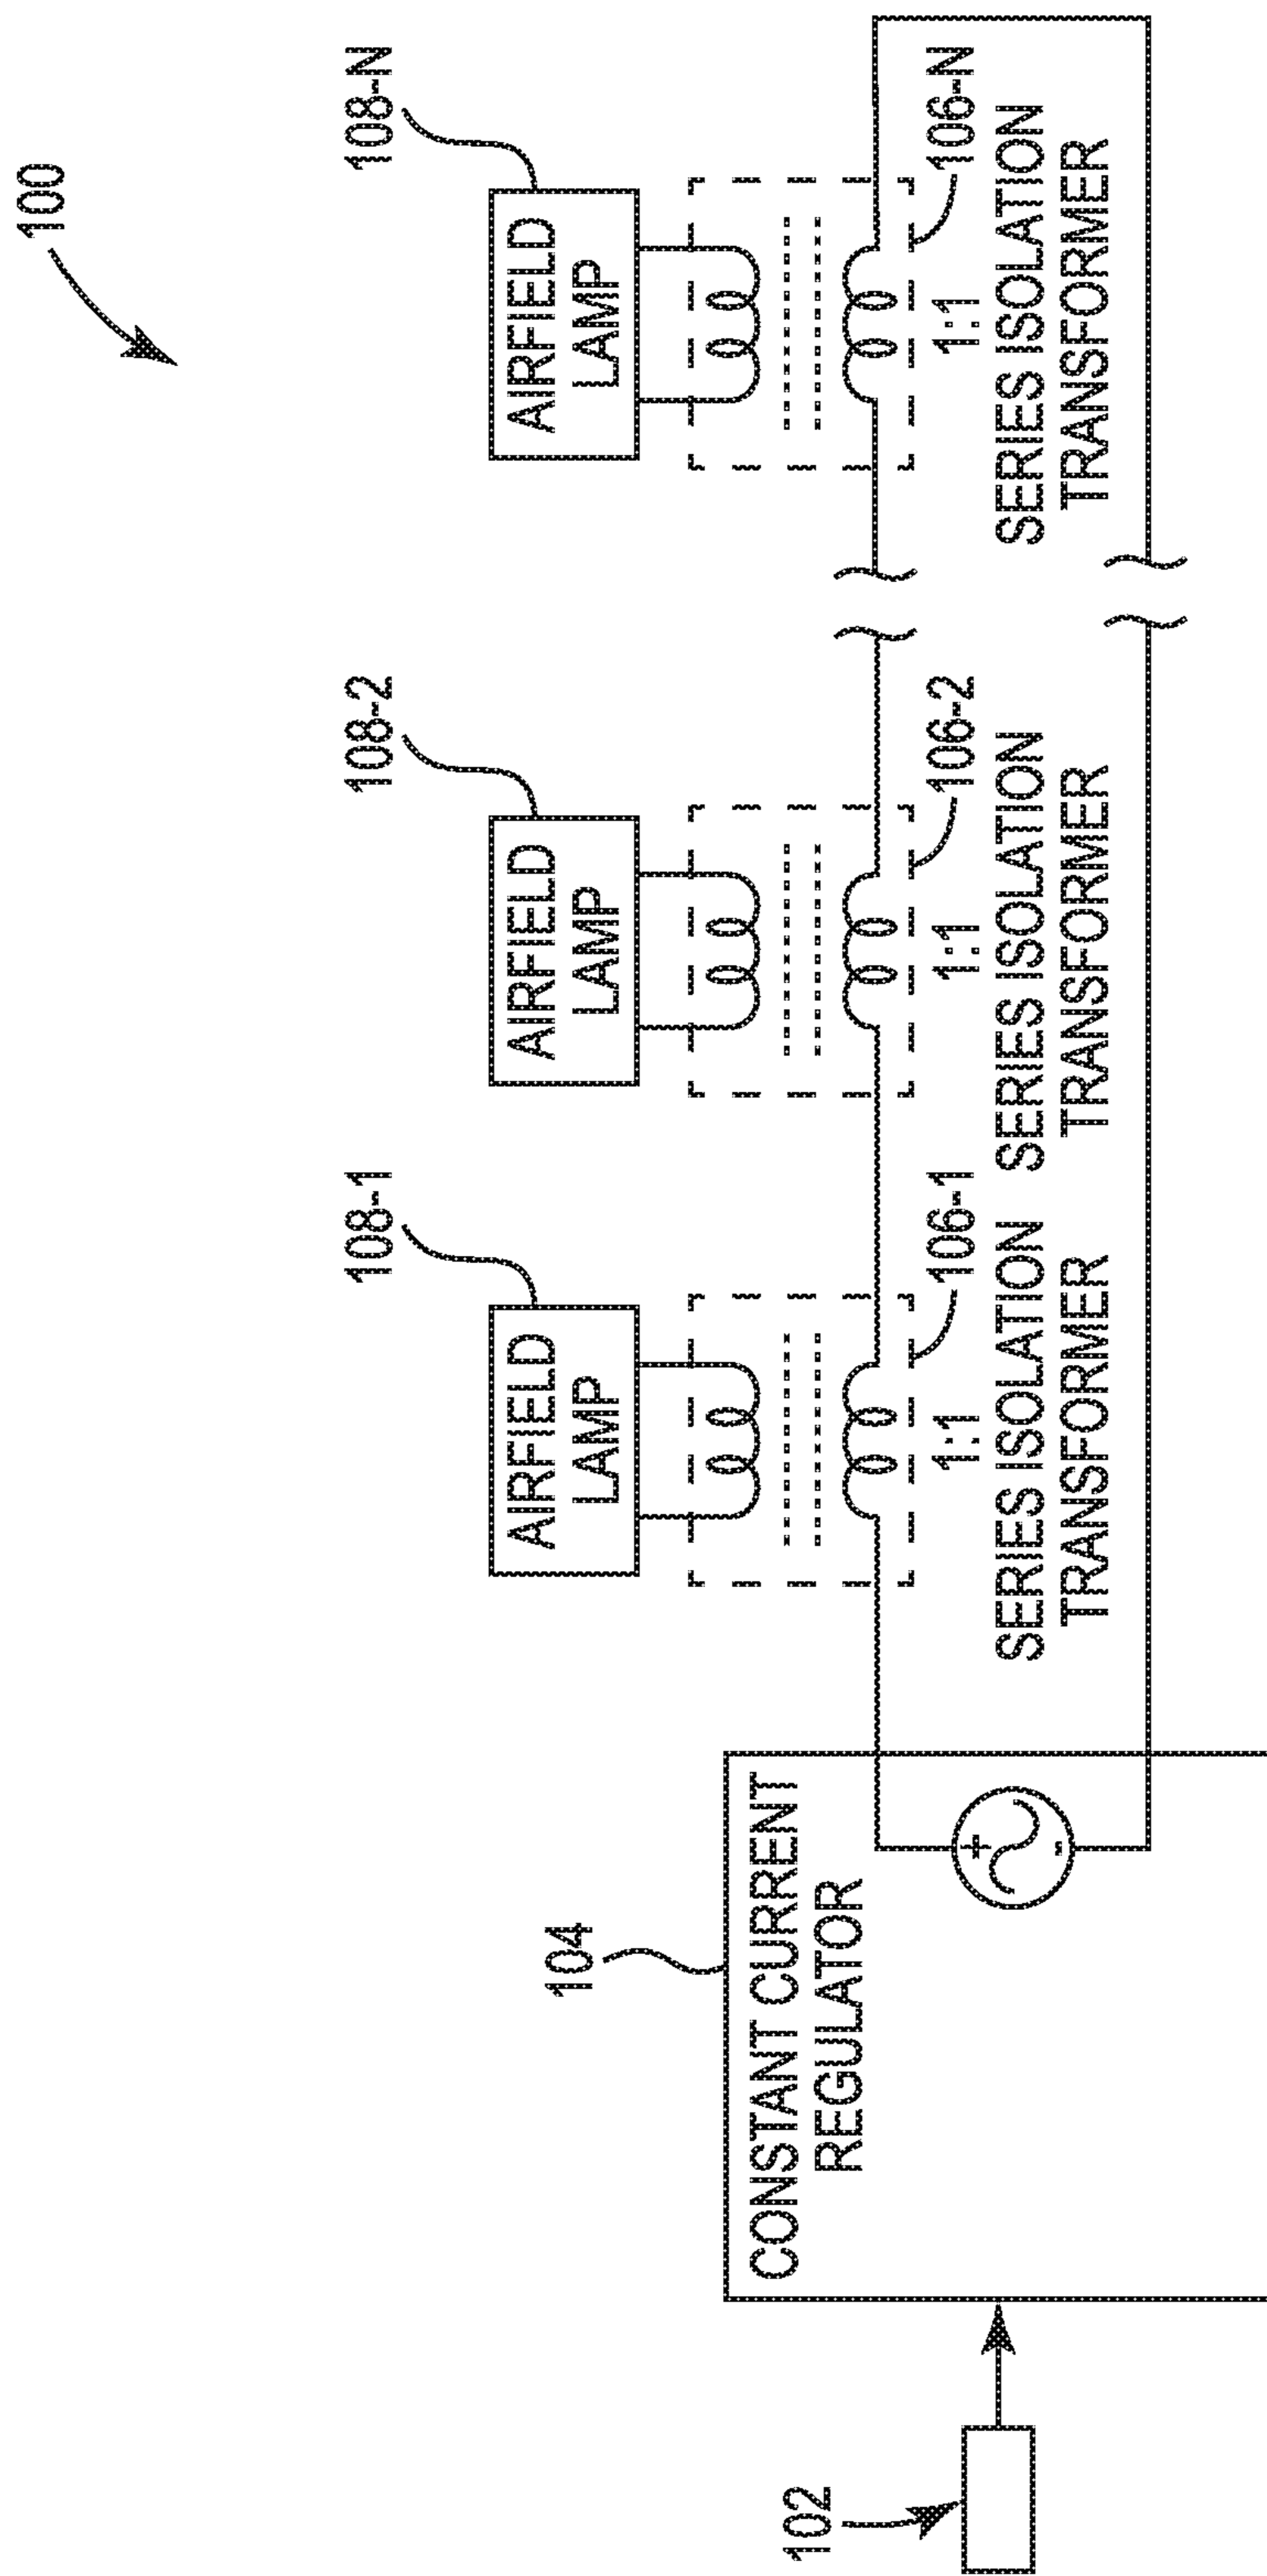 100
108-1
108-2
108-N
AIRFIELD
LAMP
AIRFIELD
LAMP
AIRFIELD
LAMP
104
CONSTANT CURRENT
REGULATOR
102
+
-
106-1
1:1
SERIES ISOLATION
TRANSFORMER
106-2
1:1
SERIES ISOLATION
TRANSFORMER
106-N
1:1
SERIES ISOLATION
TRANSFORMER